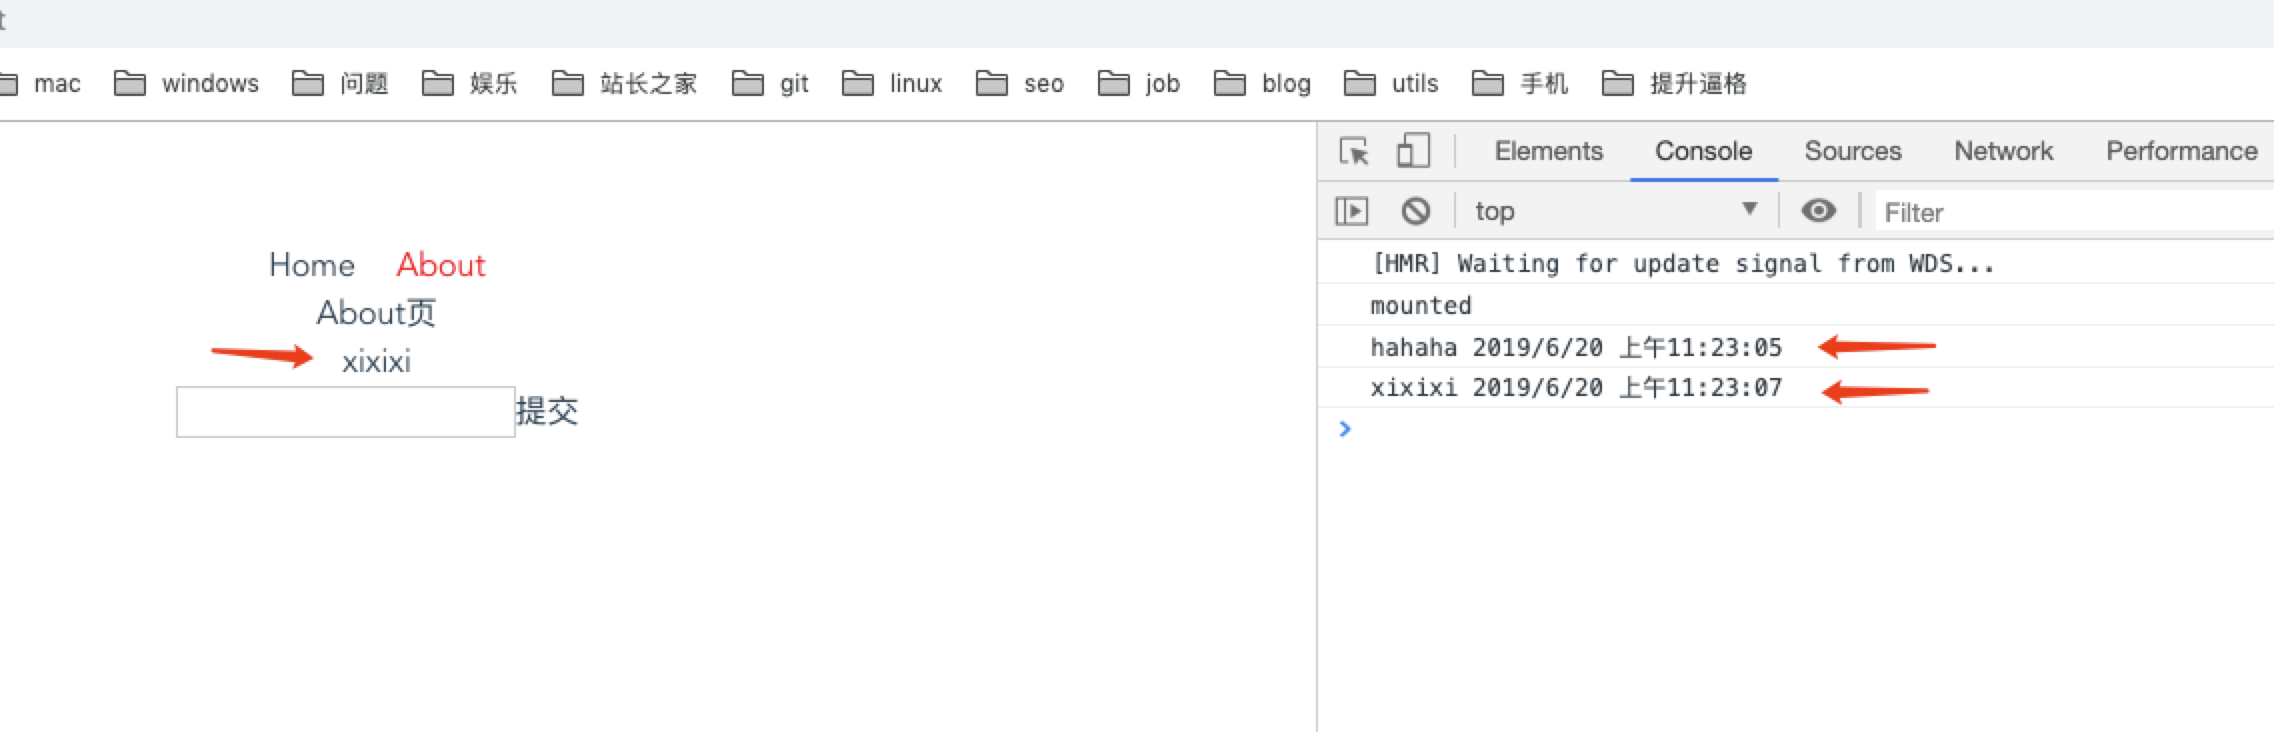 t
mac windows 问题 娱乐 站长之家 git linux seo job blog utils 手机 提升逼格
Elements Console Sources Network Performance
top Filter
Home About
About页
xixixi
提交
[HMR] Waiting for update signal from WDS...
mounted
hahaha 2019/6/20 上午11:23:05
xixixi 2019/6/20 上午11:23:07